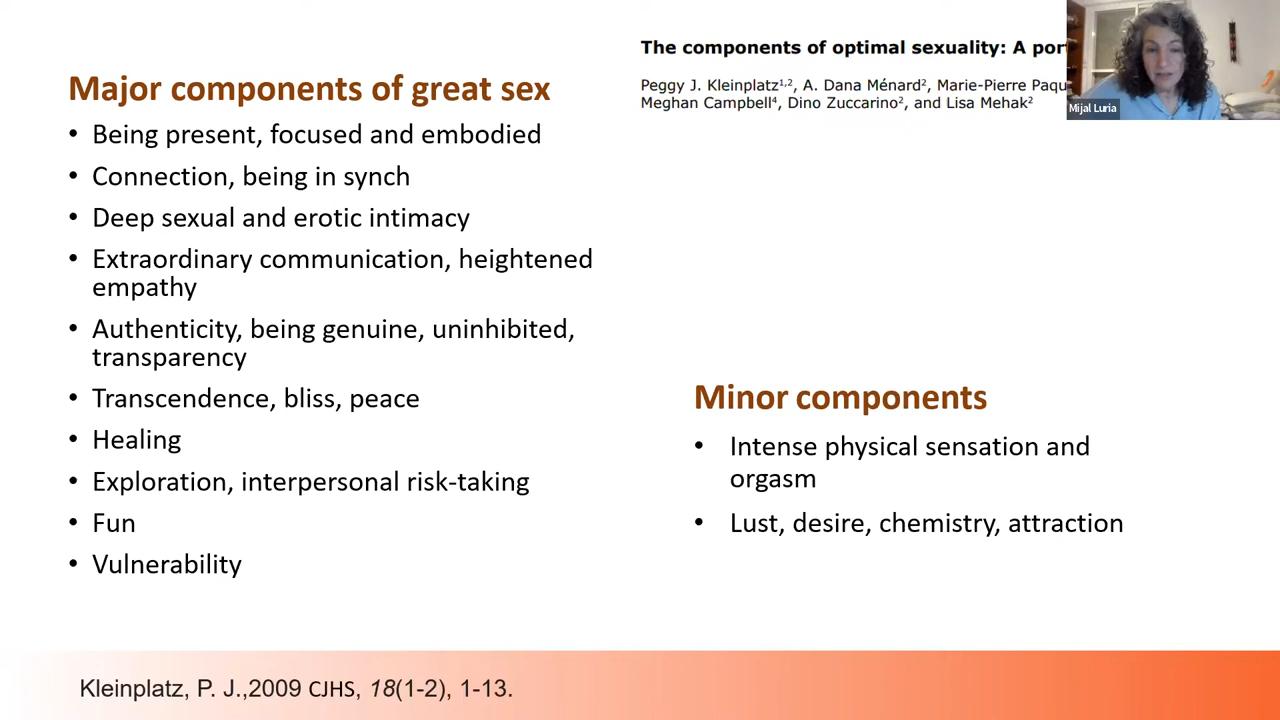 Major components of great sex
• Being present, focused and embodied
• Connection, being in synch
• Deep sexual and erotic intimacy
• Extraordinary communication, heightened
empathy
• Authenticity, being genuine, uninhibited,
transparency
• Transcendence, bliss, peace
• Healing
• Exploration, interpersonal risk-taking
• Fun
• Vulnerability
The components of optimal sexuality: A por
Peggy J. Kleinplatz¹,², A. Dana Ménard², Marie-Pierre Paqu
Meghan Campbell⁴, Dino Zuccarino², and Lisa Mehak²
Mijal Luria
Minor components
• Intense physical sensation and
orgasm
• Lust, desire, chemistry, attraction
Kleinplatz, P. J.,2009 CJHS, 18(1-2), 1-13.